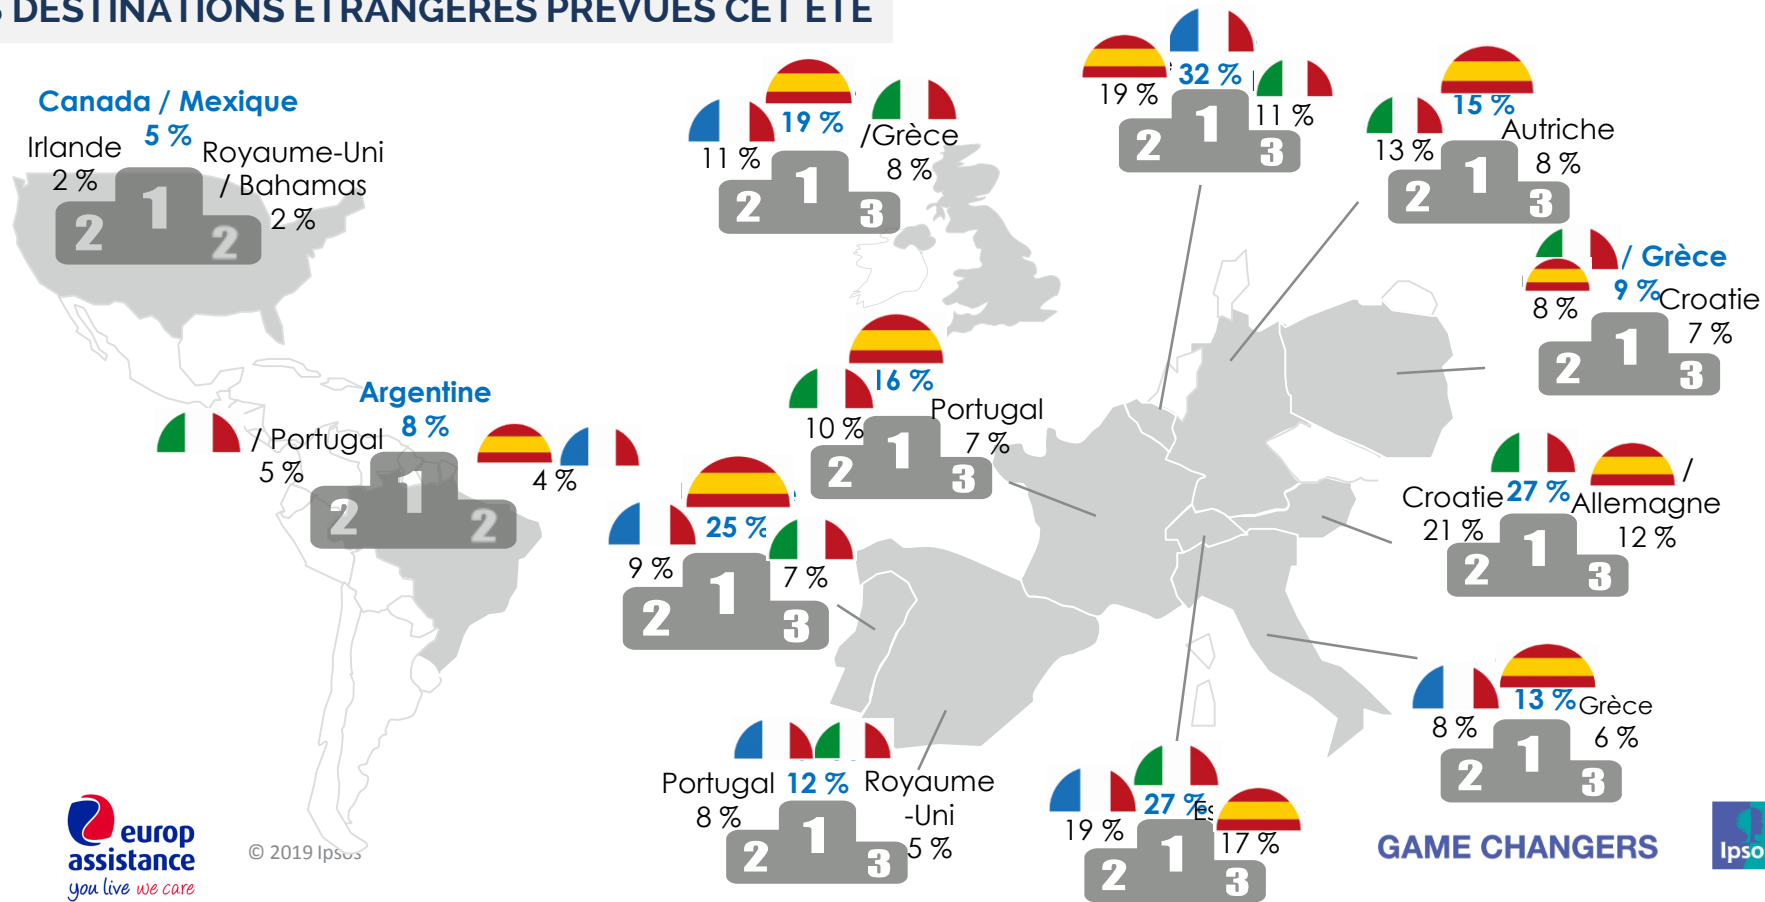 DESTINATIONS ÉTRANGÈRES PRÉVUES CET ÉTÉ
Canada / Mexique
5 %
Irlande
2 %
Royaume-Uni
/ Bahamas
2 %
1
2
2
19 %
11 %
/Grèce
8 %
1
2
3
32 %
19 %
11 %
1
2
3
15 %
13 %
Autriche
8 %
1
2
3
/ Grèce
9 %
8 %
Croatie
7 %
1
2
3
16 %
10 %
Portugal
7 %
1
2
3
Argentine
8 %
/ Portugal
5 %
4 %
1
2
2
25 %
9 %
7 %
1
2
3
27 %
Croatie
21 %
/
Allemagne
12 %
1
2
3
13 %
8 %
Grèce
6 %
1
2
3
Portugal
8 %
12 %
Royaume
-Uni
5 %
1
2
3
27 %
Es
19 %
17 %
1
2
3
europ
assistance
you live we care
© 2019 Ipsos
GAME CHANGERS
Ipso